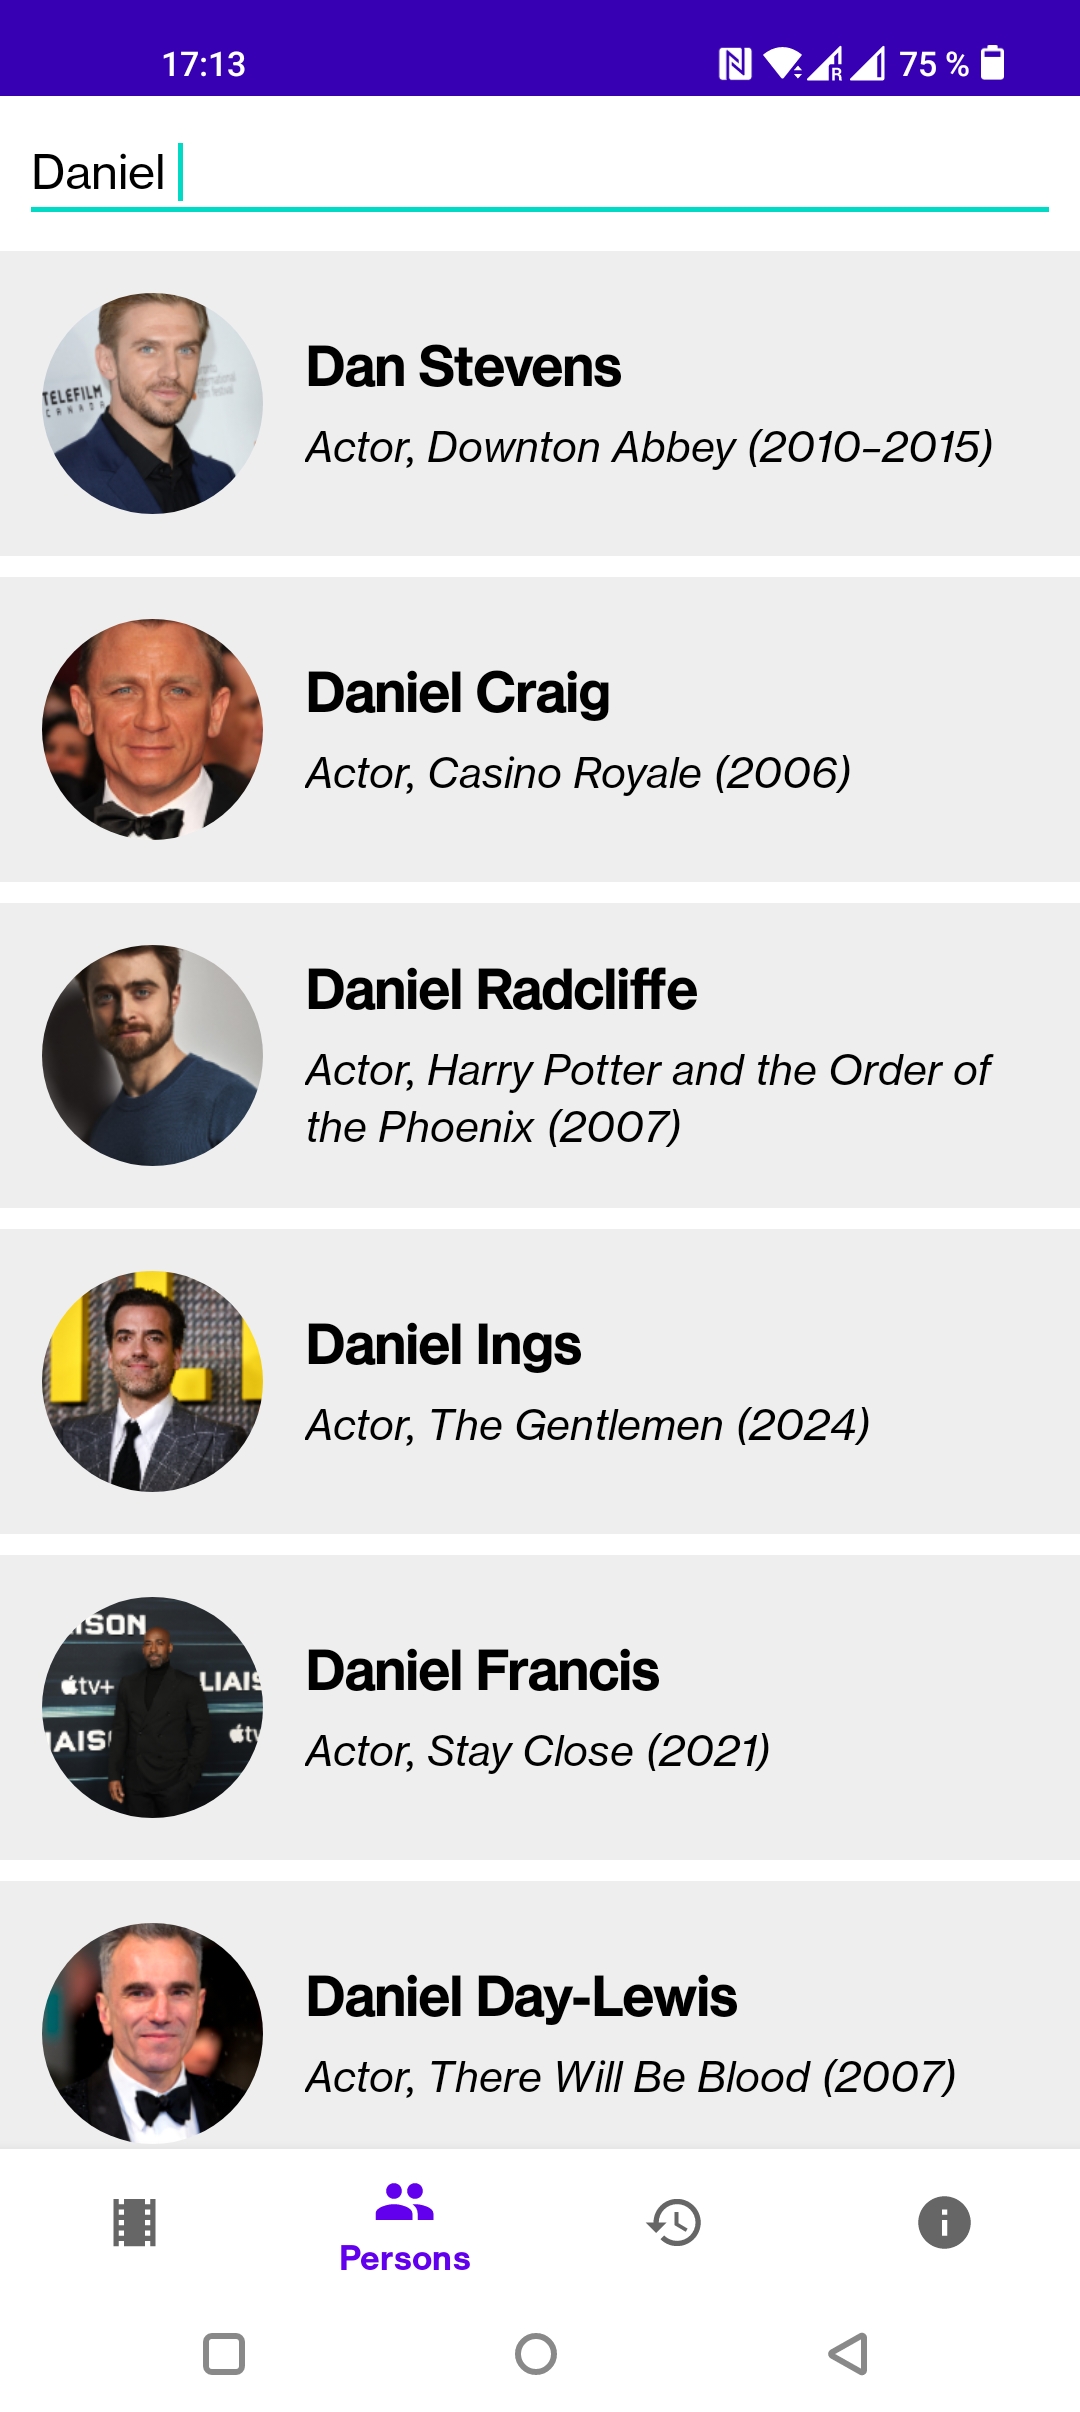 17:13
R
75 %
Daniel
TELEFILM
CANADA
Dan Stevens
Actor, Downton Abbey (2010–2015)
Daniel Craig
Actor, Casino Royale (2006)
Daniel Radcliffe
Actor, Harry Potter and the Order of
the Phoenix (2007)
Daniel Ings
Actor, The Gentlemen (2024)
AISON
tv+
LIAIS
IAIS
tv
Daniel Francis
Actor, Stay Close (2021)
Daniel Day-Lewis
Actor, There Will Be Blood (2007)
Persons